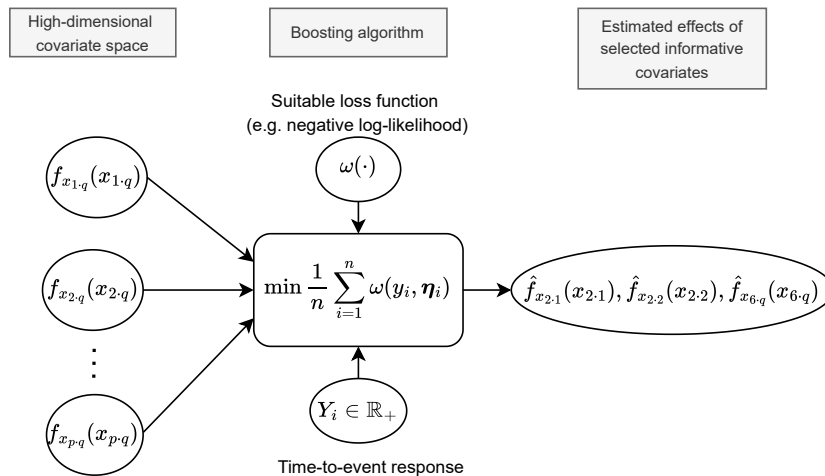 High-dimensional
covariate space
Boosting algorithm
Estimated effects of
selected informative
covariates
Suitable loss function
(e.g. negative log-likelihood)
ω(·)
f_{x_{1·q}}(x_{1·q})
f_{x_{2·q}}(x_{2·q})
⋮
f_{x_{p·q}}(x_{p·q})
min 1/n ∑_{i=1}^{n} ω(y_i, η_i)
f̂_{x_{2·1}}(x_{2·1}), f̂_{x_{2·2}}(x_{2·2}), f̂_{x_{6·q}}(x_{6·q})
Y_i ∈ ℝ_+
Time-to-event response